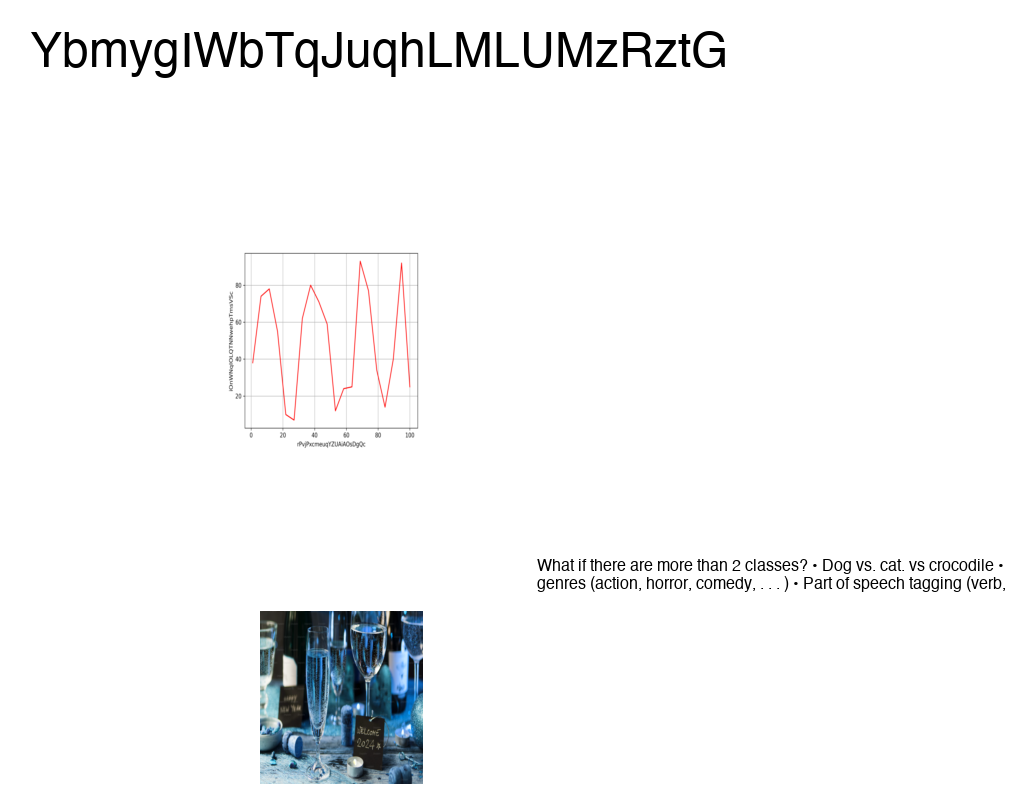 YbmygIWbTqJuqhLMLUMzRztG
80
60
40
20
0 20 40 60 80 100
rPvjPxcmeuqYZUAiAOsDgQc
What if there are more than 2 classes? • Dog vs. cat. vs crocodile •
genres (action, horror, comedy, . . . ) • Part of speech tagging (verb,
HAPPY
NEW YEAR
WELCOME
2024